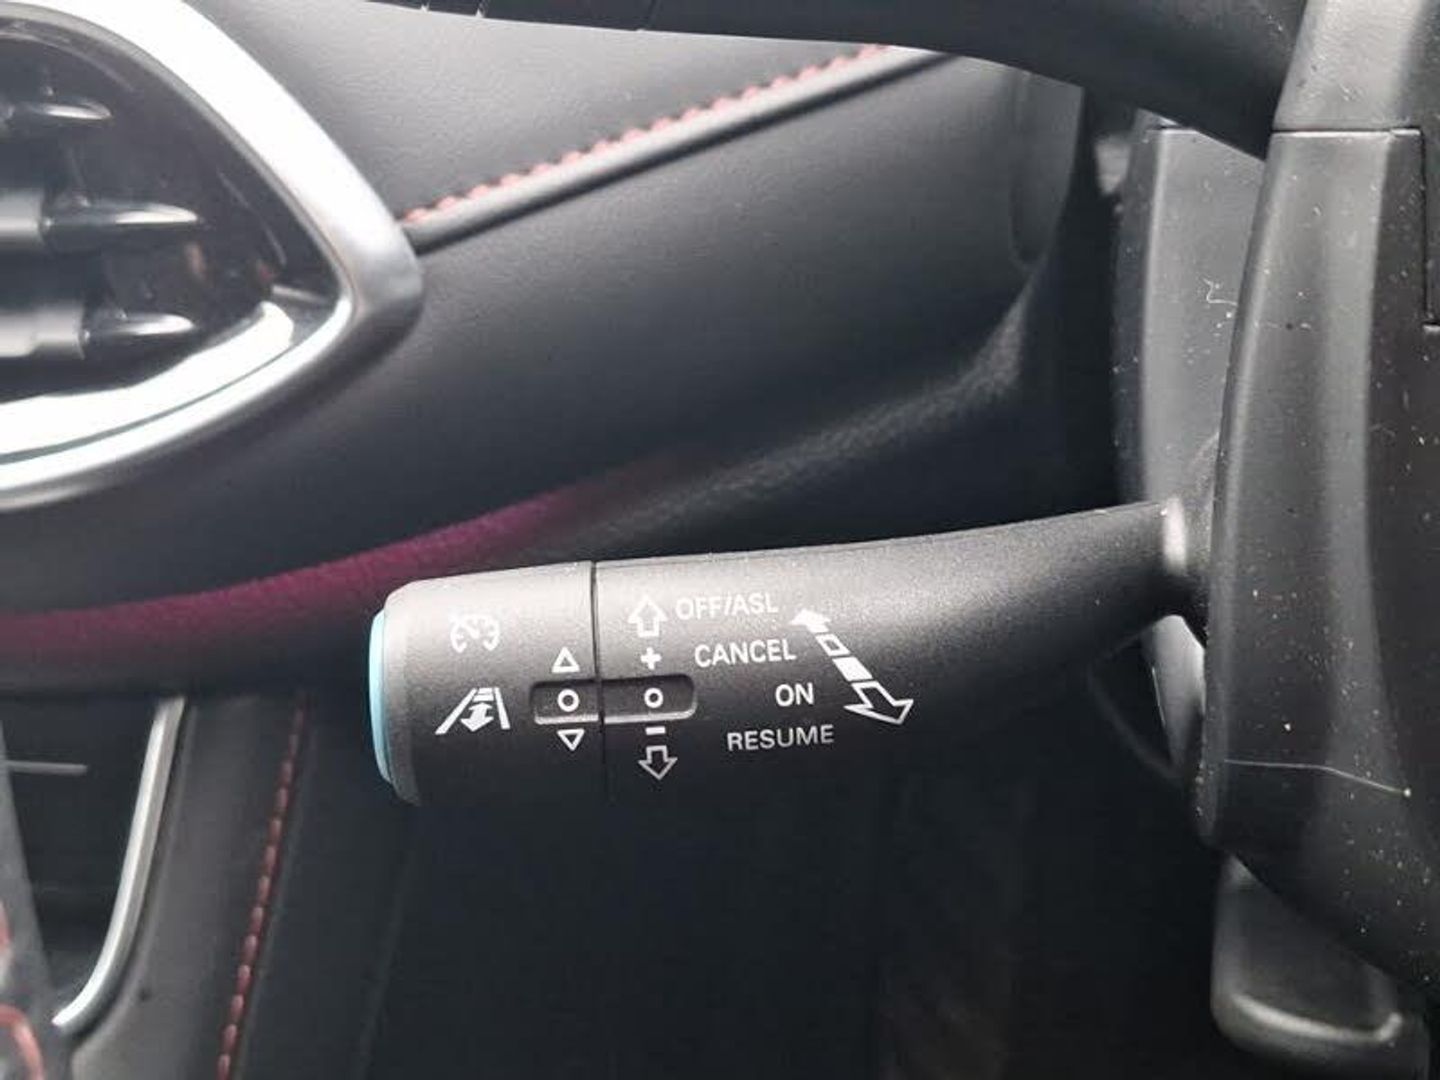 OFF/ASL
+ CANCEL
ON
- RESUME